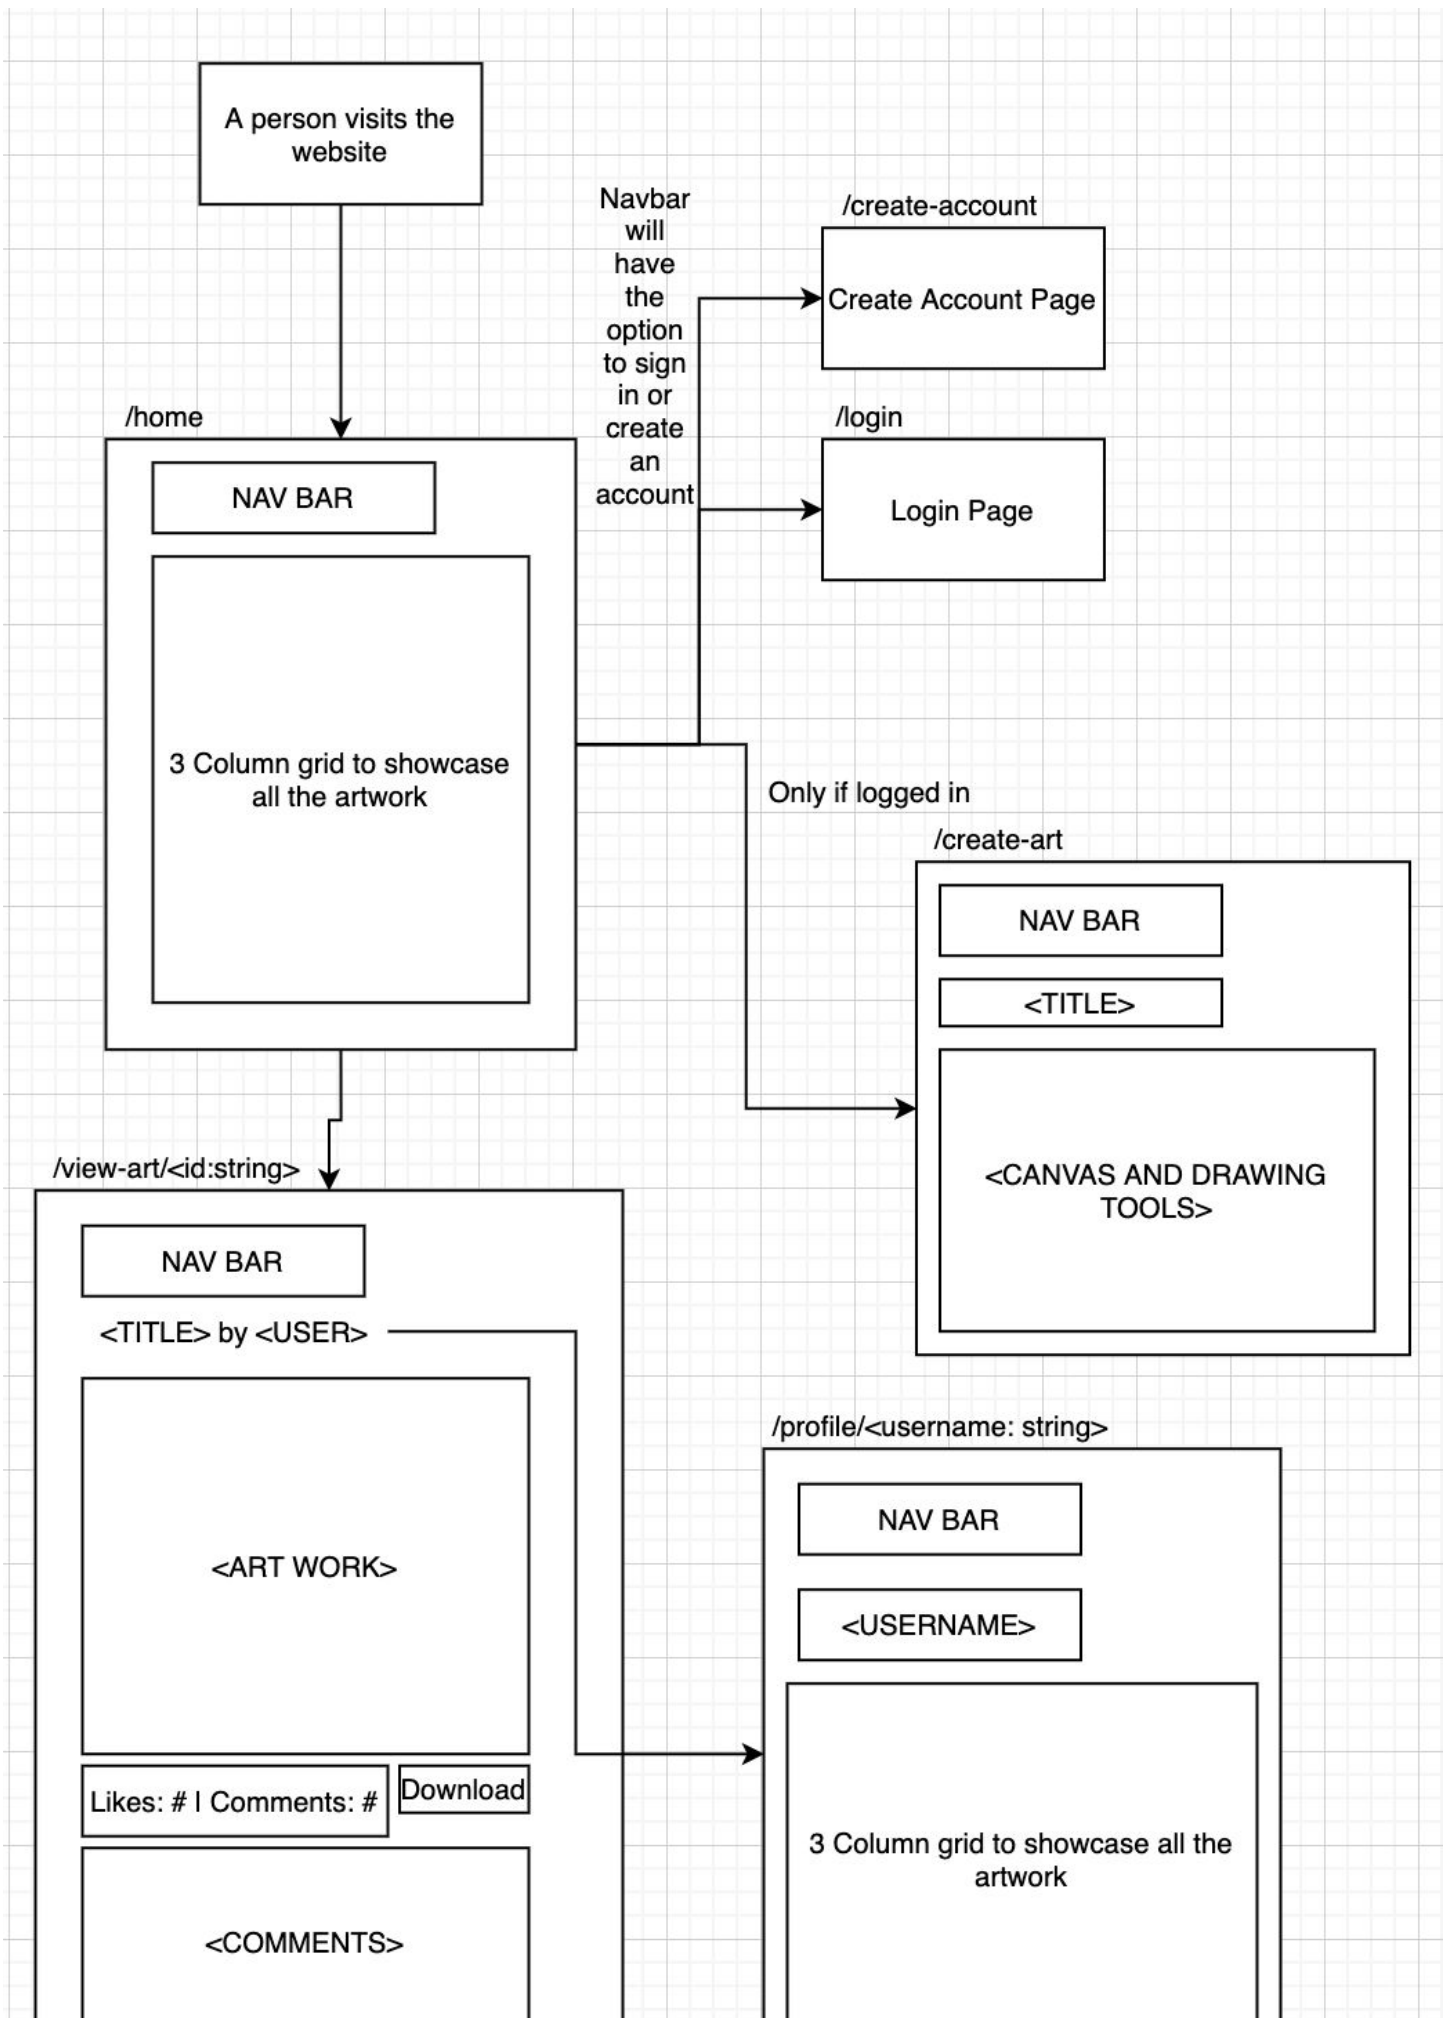 A person visits the
website
Navbar
will
have
the
option
to sign
in or
create
an
account
/create-account
Create Account Page
/login
Login Page
/home
NAV BAR
3 Column grid to showcase
all the artwork
Only if logged in
/create-art
NAV BAR
<TITLE>
<CANVAS AND DRAWING
TOOLS>
/view-art/<id:string>
NAV BAR
<TITLE> by <USER>
<ART WORK>
Likes: # | Comments: #
Download
<COMMENTS>
/profile/<username: string>
NAV BAR
<USERNAME>
3 Column grid to showcase all the
artwork